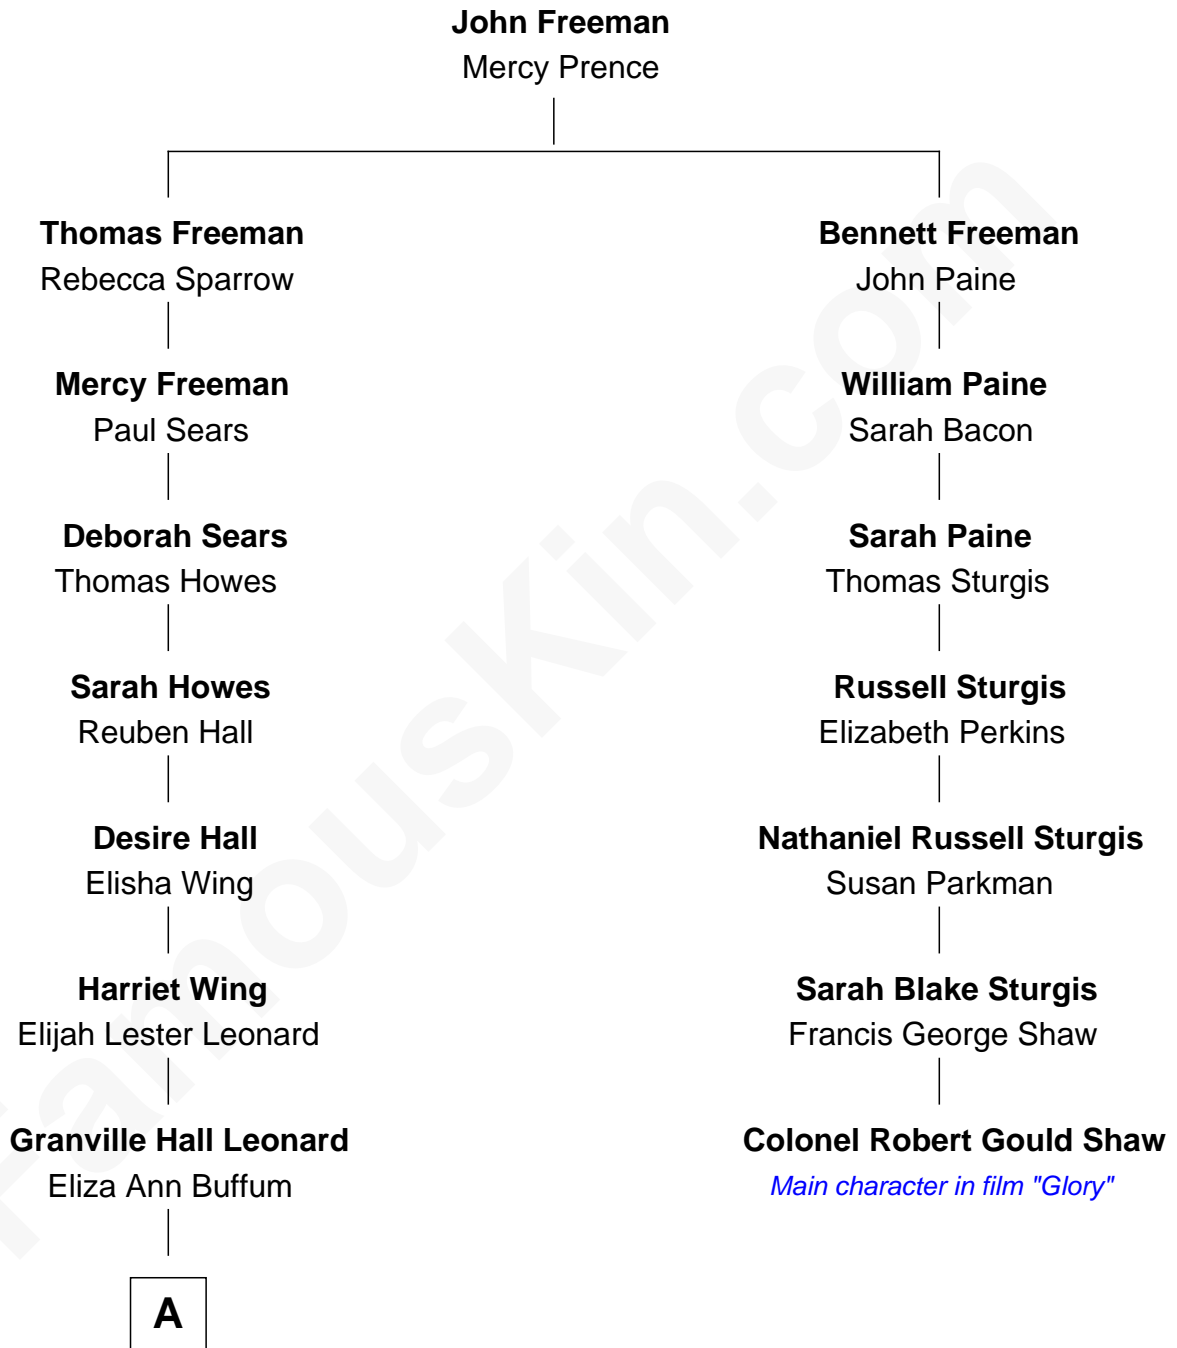 John Freeman
Mercy Prence
Thomas Freeman
Rebecca Sparrow
Mercy Freeman
Paul Sears
Deborah Sears
Thomas Howes
Sarah Howes
Reuben Hall
Desire Hall
Elisha Wing
Harriet Wing
Elijah Lester Leonard
Granville Hall Leonard
Eliza Ann Buffum
A
Bennett Freeman
John Paine
William Paine
Sarah Bacon
Sarah Paine
Thomas Sturgis
Russell Sturgis
Elizabeth Perkins
Nathaniel Russell Sturgis
Susan Parkman
Sarah Blake Sturgis
Francis George Shaw
Colonel Robert Gould Shaw
Main character in film "Glory"
FamousKin.com